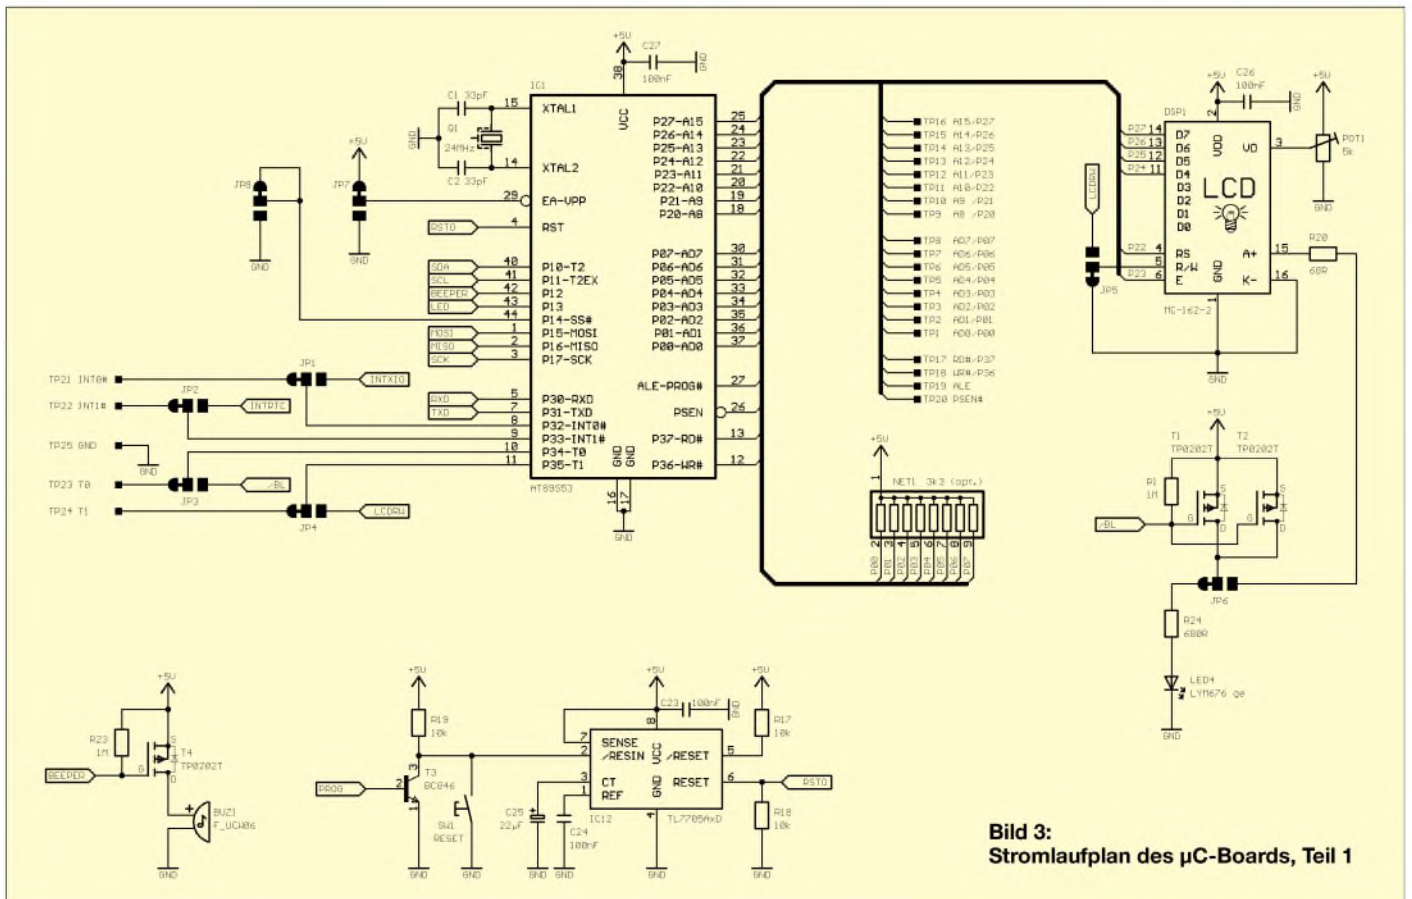 +5V
C27
100nF
GND
38
IC1
VCC
C1 33pF
15
XTAL1
GND
Q1
24MHz
14
XTAL2
C2 33pF
+5V
JP8
JP7
29
EA-VPP
RSTO
4
RST
GND
GND
SDA
40
P10-T2
SCL
41
P11-T2EX
BEEPER
42
P12
LED
43
P13
44
P14-SS#
MOSI
1
P15-MOSI
MISO
2
P16-MISO
SCK
3
P17-SCK
TP21 INT0#
JP1
TP22 INT1#
JP2
RXD
5
P30-RXD
TXD
7
P31-TXD
8
P32-INT0#
9
P33-INT1#
TP25 GND
GND
10
P34-T0
11
P35-T1
TP23 T0
JP3
/BL
TP24 T1
JP4
LCDRW
AT89S53
GND
GND
16
17
GND
P27-A15
25
P26-A14
24
P25-A13
23
P24-A12
22
P23-A11
21
P22-A10
20
P21-A9
19
P20-A8
18
P07-AD7
30
P06-AD6
31
P05-AD5
32
P04-AD4
33
P03-AD3
34
P02-AD2
35
P01-AD1
36
P00-AD0
37
ALE-PROG#
27
PSEN
26
P37-RD#
13
P36-WR#
12
TP16 A15/P27
TP15 A14/P26
TP14 A13/P25
TP13 A12/P24
TP12 A11/P23
TP11 A10/P22
TP10 A9 /P21
TP9 A8 /P20
TP8 AD7/P07
TP7 AD6/P06
TP6 AD5/P05
TP5 AD4/P04
TP4 AD3/P03
TP3 AD2/P02
TP2 AD1/P01
TP1 AD0/P00
TP17 RD#/P37
TP18 WR#/P36
TP19 ALE
TP20 PSEN#
+5V
1
NET1 3k3 (opt.)
2 3 4 5 6 7 8 9
P00 P01 P02 P03 P04 P05 P06 P07
+5V
C26
100nF
GND
+5V
2
DSP1
VDD
P27 14 D7
P26 13 D6
P25 12 D5
P24 11 D4
D3
D2
D1
D0
VO
3
POT1
5k
GND
LCD
LCDRW
P22 4 RS
5 R/W
P23 6 E
JP5
GND
1
A+
15
K-
16
R20
68R
MC-162-2
GND
+5V
T1
TP0202T
T2
TP0202T
R1
1M
S
G
D
S
G
D
/BL
JP6
R24
680R
LED4
LYM676 ge
GND
+5V
R23
1M
S
T4
TP0202T
G
D
BEEPER
+
BUZ1
F_UCW06
GND
+5V
R19
10k
PROG
2
3
T3
BC846
1
GND
SW1
RESET
GND
+5V
C23
100nF
GND
8
7
SENSE
2
/RESIN
VCC
/RESET
5
3
CT
1
REF
GND
RESET
6
IC12
4
TL7705AxD
C25
22µF
+
C24
100nF
GND
GND
GND
+5V
R17
10k
RSTO
R18
10k
GND
Bild 3:
Stromlaufplan des µC-Boards, Teil 1